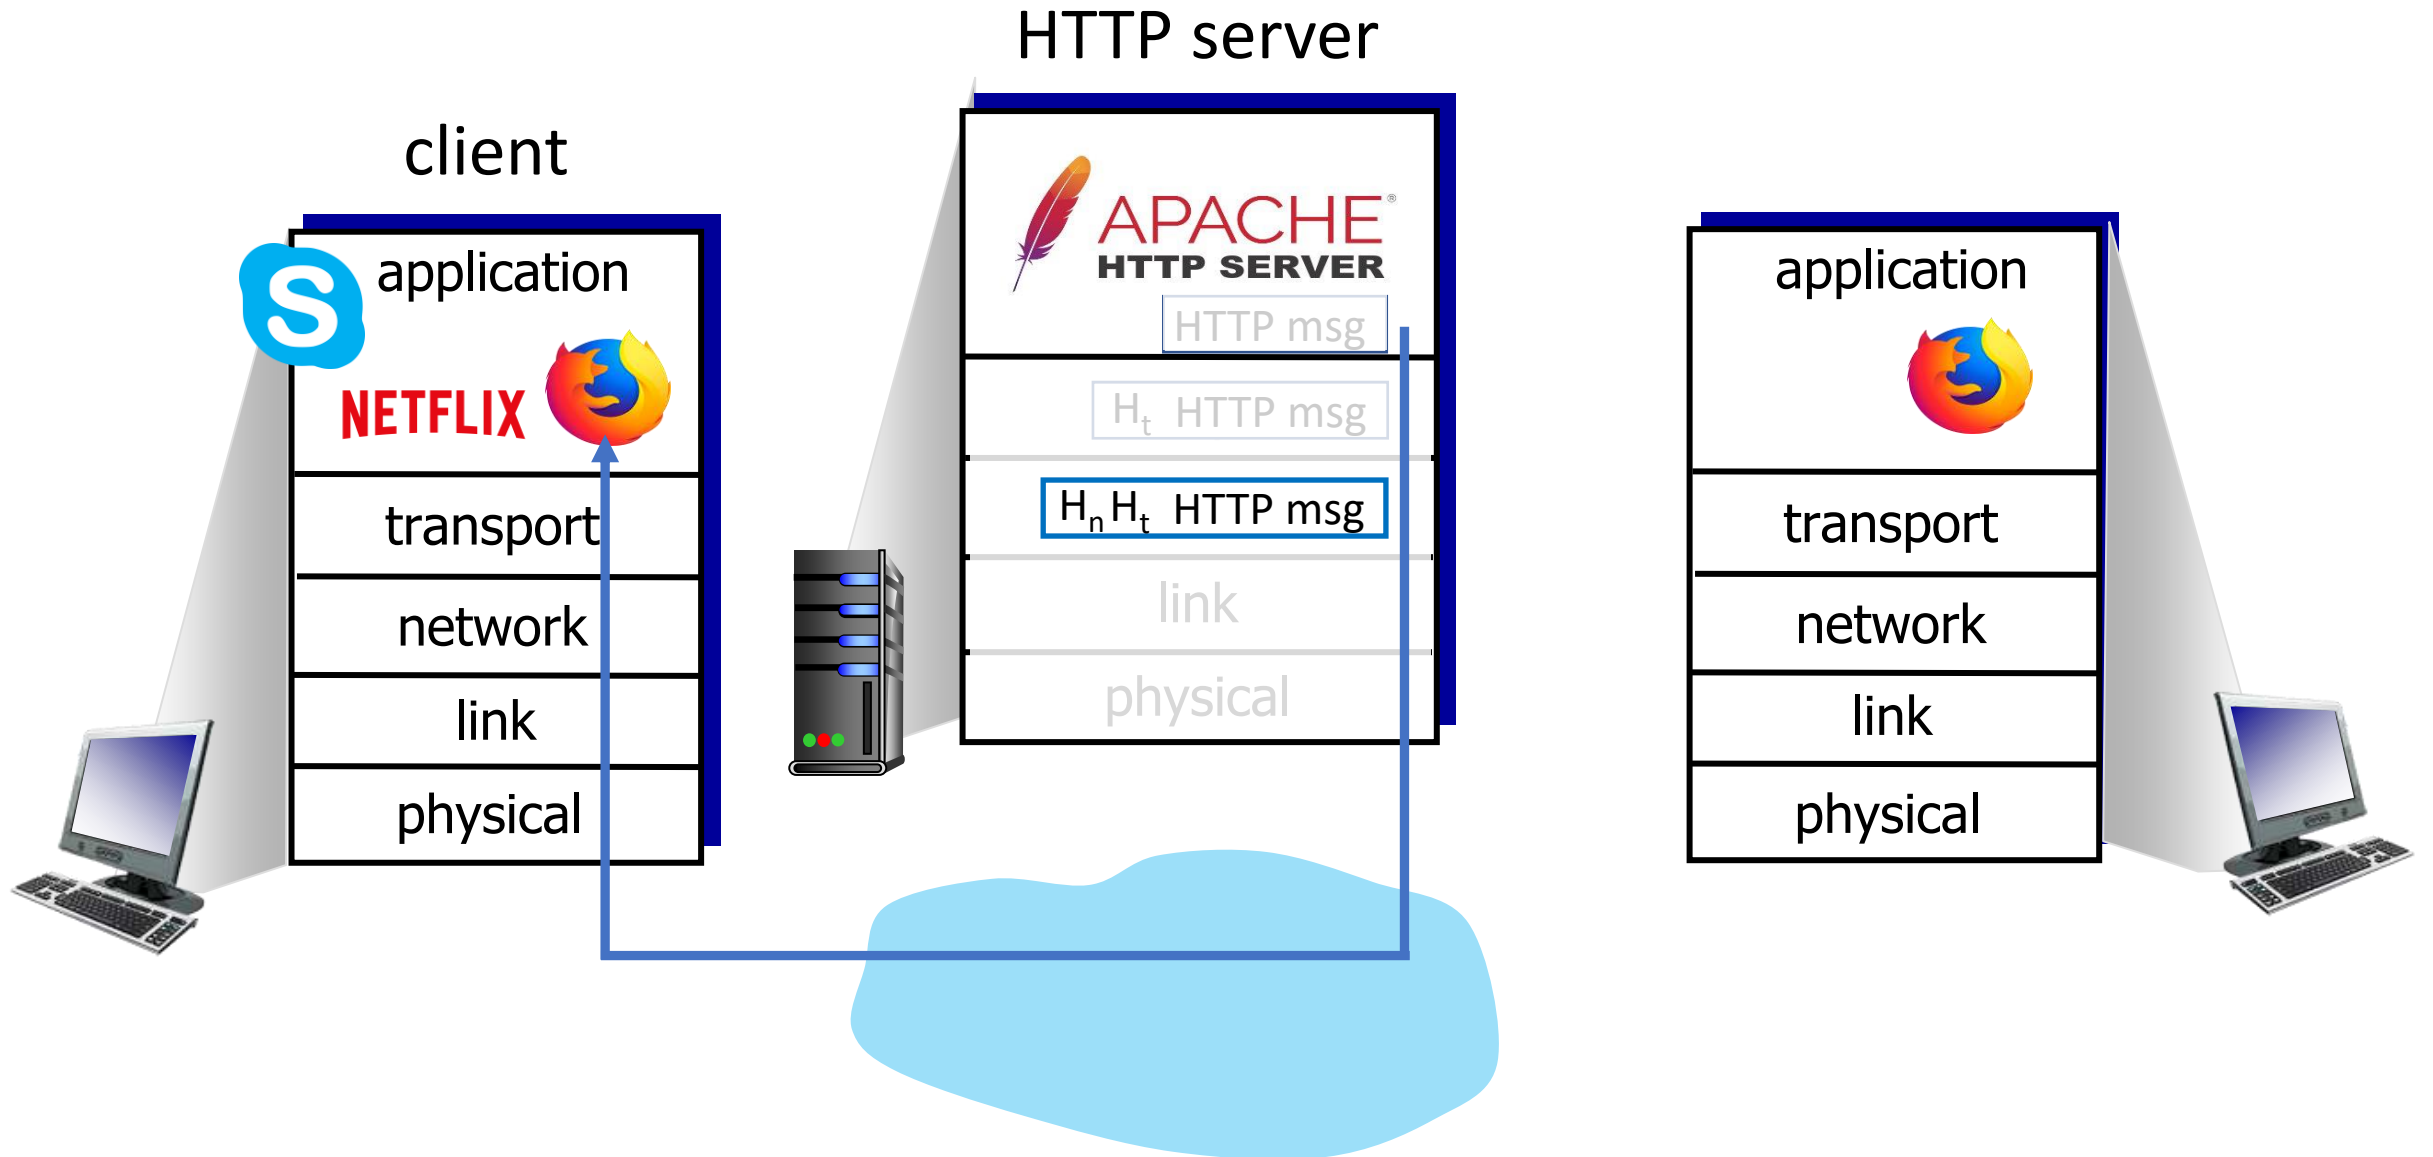 HTTP server
client
APACHE®
HTTP SERVER
HTTP msg
S
application
NETFLIX
transport
network
link
physical
Ht HTTP msg
HnHt HTTP msg
link
physical
application
transport
network
link
physical